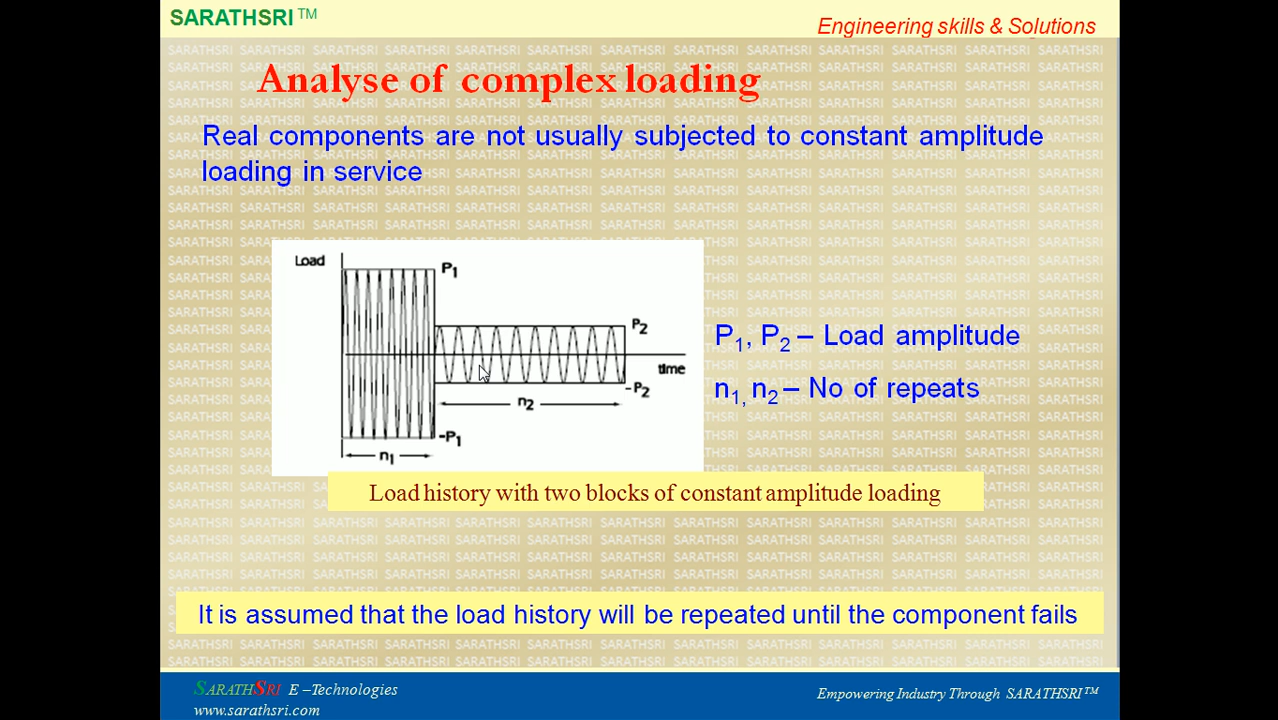 SARATHSRI™
Engineering skills & Solutions
Analyse of complex loading
Real components are not usually subjected to constant amplitude
loading in service
Load
P1
P2
time
-P2
n2
-P1
n1
P1, P2 – Load amplitude
n1, n2 – No of repeats
Load history with two blocks of constant amplitude loading
It is assumed that the load history will be repeated until the component fails
SARATHSRI E –Technologies
www.sarathsri.com
Empowering Industry Through SARATHSRI™